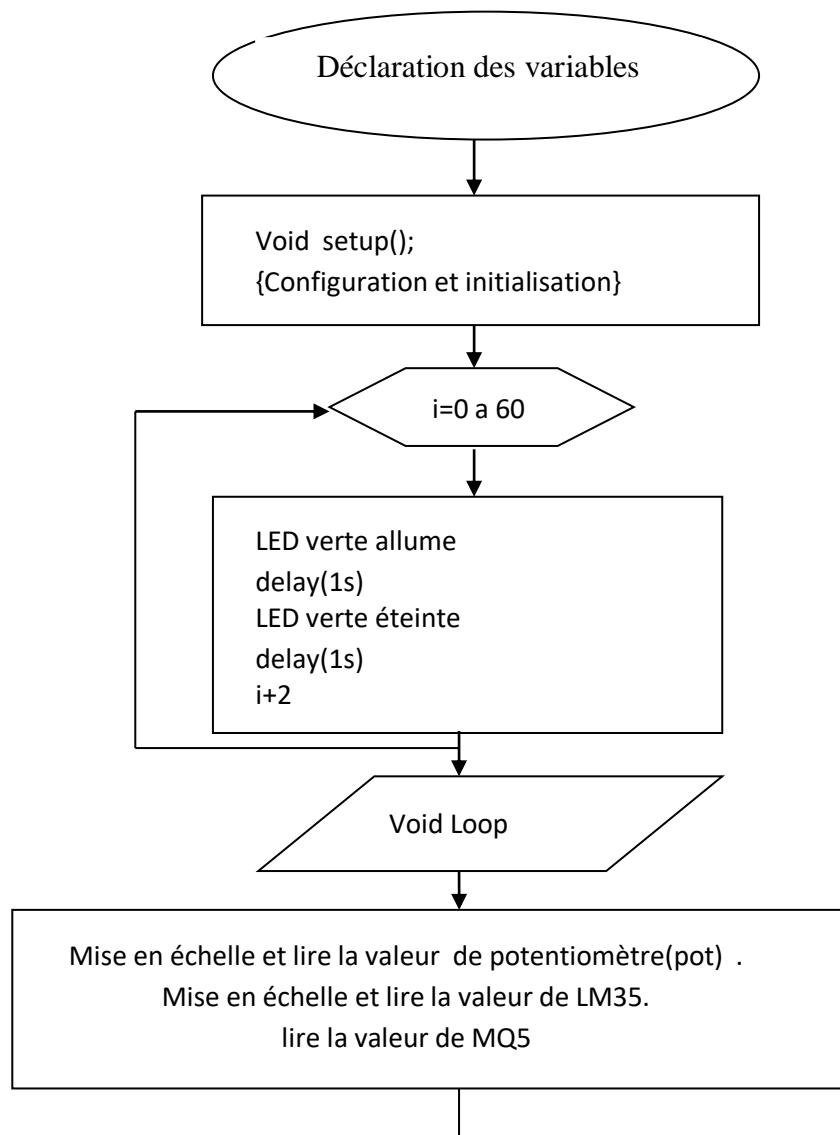 Déclaration des variables
Void setup();
{Configuration et initialisation}
i=0 a 60
LED verte allume
delay(1s)
LED verte éteinte
delay(1s)
i+2
Void Loop
Mise en échelle et lire la valeur de potentiomètre(pot) .
Mise en échelle et lire la valeur de LM35.
lire la valeur de MQ5